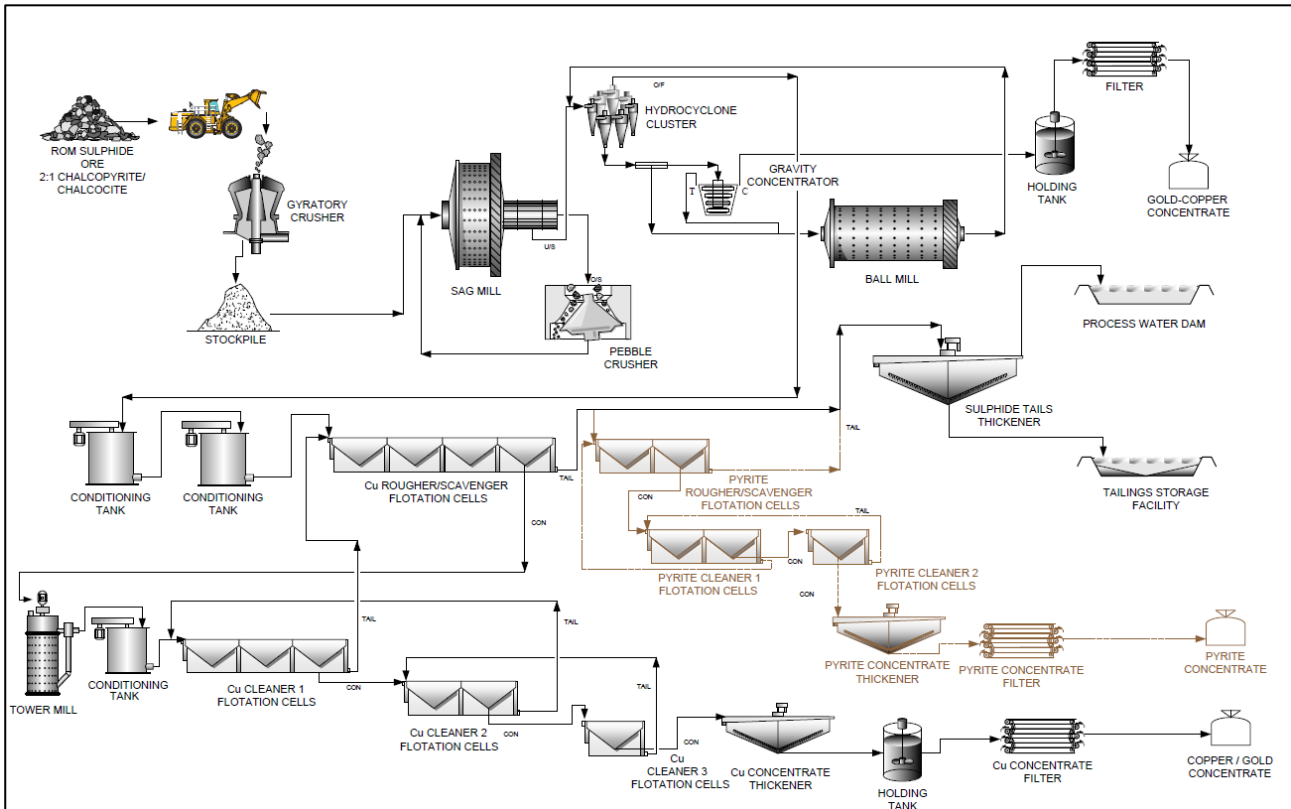 O/F
HYDROCYCLONE
CLUSTER
FILTER
ROM SULPHIDE
ORE
2:1 CHALCOPYRITE/
CHALCOCITE
GYRATORY
CRUSHER
GRAVITY
CONCENTRATOR
T
C
HOLDING
TANK
GOLD-COPPER
CONCENTRATE
U/S
O/S
SAG MILL
BALL MILL
STOCKPILE
PEBBLE
CRUSHER
PROCESS WATER DAM
SULPHIDE TAILS
THICKENER
TAIL
TAIL
CONDITIONING
TANK
CONDITIONING
TANK
Cu ROUGHER/SCAVENGER
FLOTATION CELLS
PYRITE
ROUGHER/SCAVENGER
FLOTATION CELLS
TAILINGS STORAGE
FACILITY
CON
CON
TAIL
CON
PYRITE CLEANER 1
FLOTATION CELLS
PYRITE CLEANER 2
FLOTATION CELLS
CON
TAIL
TAIL
TOWER MILL
CONDITIONING
TANK
Cu CLEANER 1
FLOTATION CELLS
CON
TAIL
PYRITE CONCENTRATE
THICKENER
PYRITE CONCENTRATE
FILTER
PYRITE
CONCENTRATE
Cu CLEANER 2
FLOTATION CELLS
CON
CON
Cu
CLEANER 3
FLOTATION CELLS
Cu CONCENTRATE
THICKENER
HOLDING
TANK
Cu CONCENTRATE
FILTER
COPPER / GOLD
CONCENTRATE